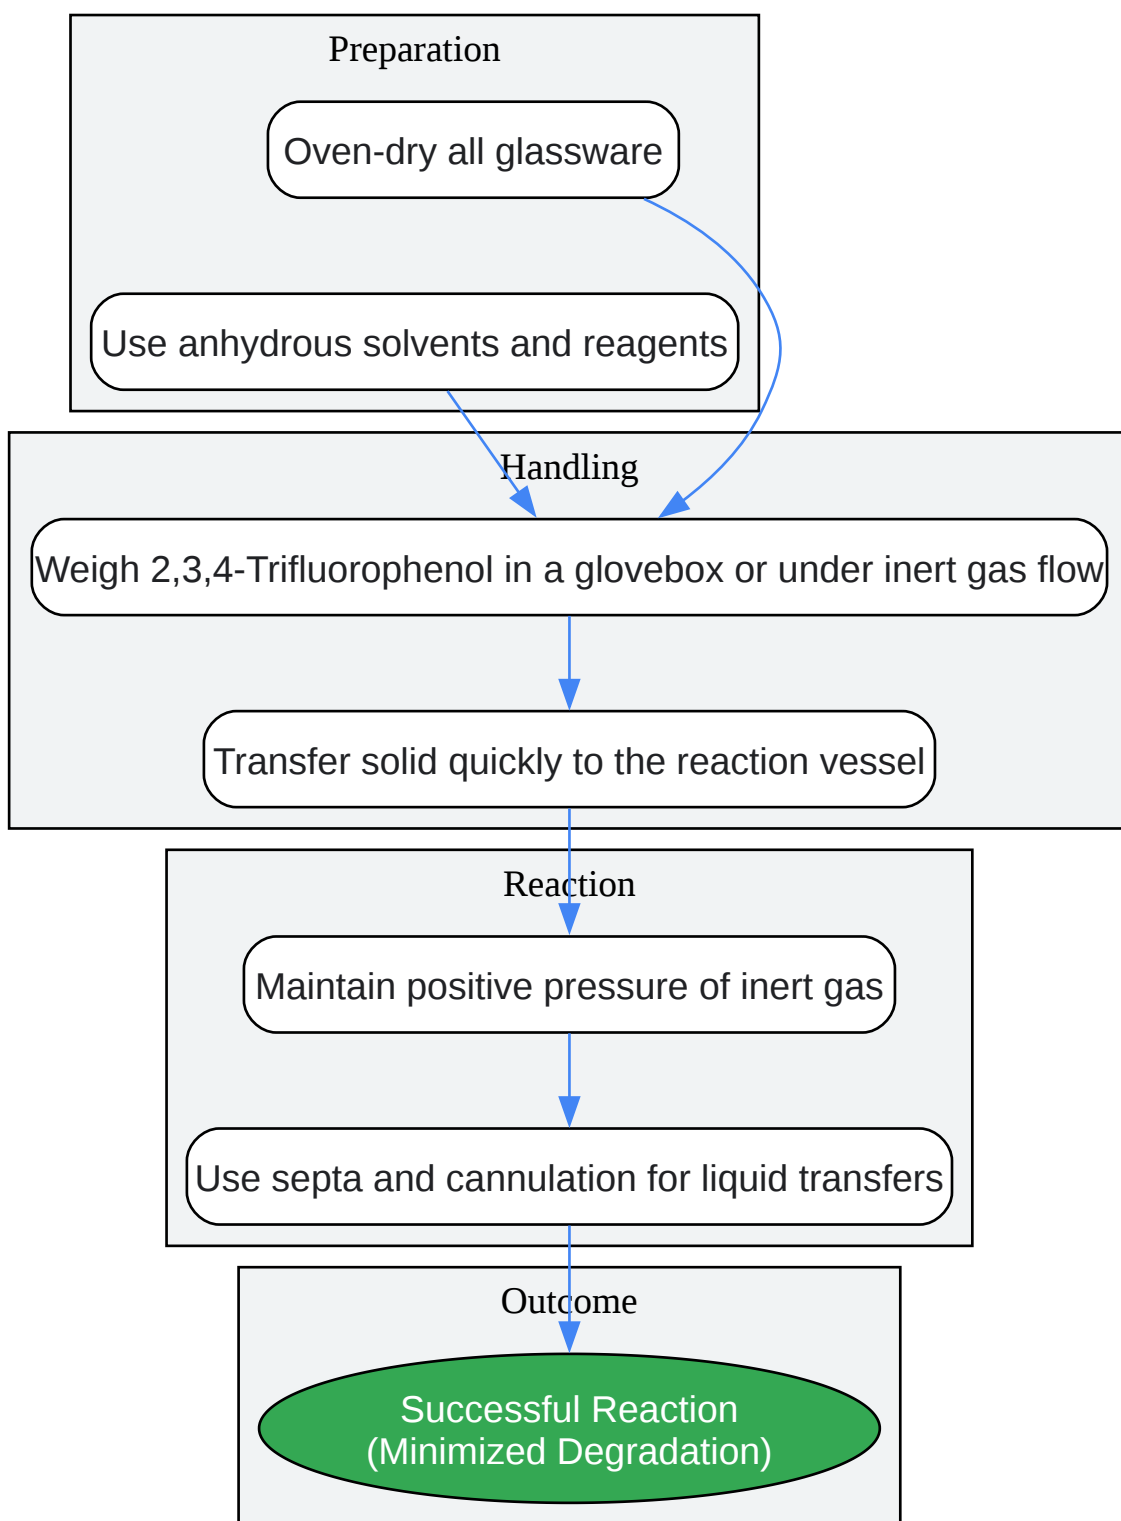 Preparation
Oven-dry all glassware
Use anhydrous solvents and reagents
Handling
Weigh 2,3,4-Trifluorophenol in a glovebox or under inert gas flow
Transfer solid quickly to the reaction vessel
Reaction
Maintain positive pressure of inert gas
Use septa and cannulation for liquid transfers
Outcome
Successful Reaction
(Minimized Degradation)